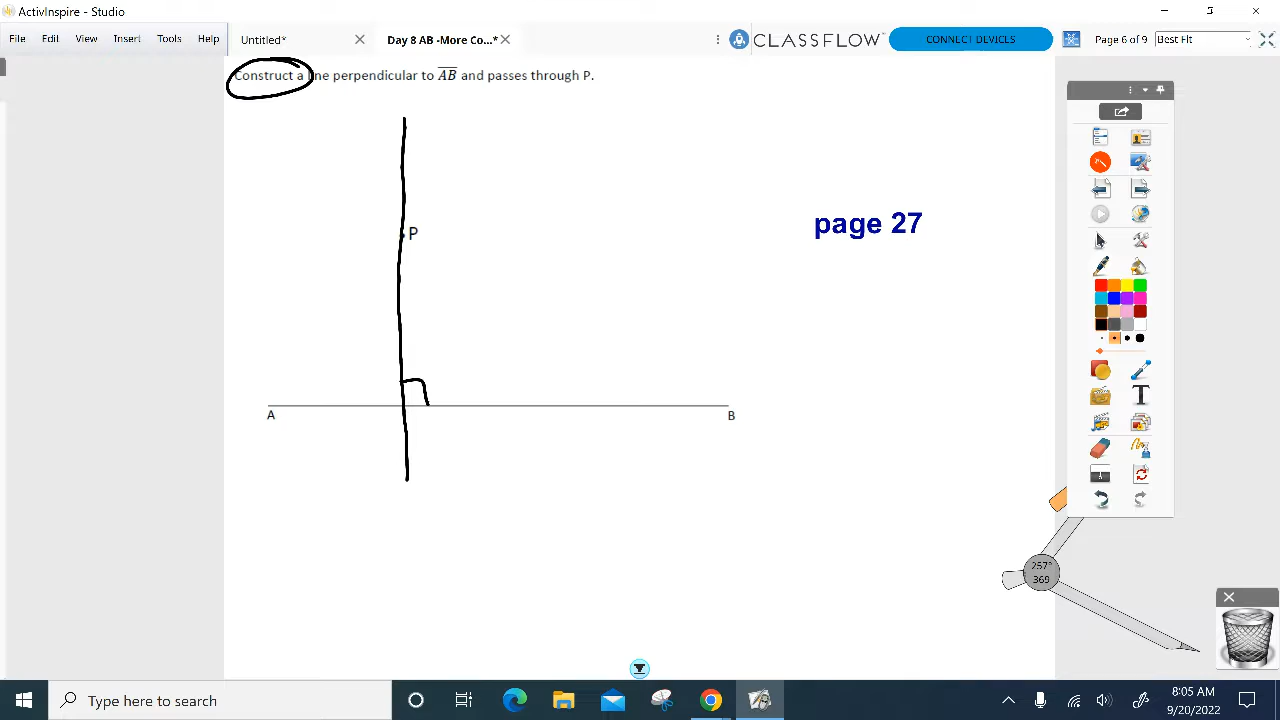 ActivInspire - Studio
File Edit View Insert Tools Help Untitled* Day 8 AB -More Co...* CLASSFLOW CONNECT DEVICES Page 6 of 9 Best Fit
Construct a line perpendicular to AB and passes through P.
page 27
P
A B
257°
369
Type here to search
8:05 AM
9/20/2022